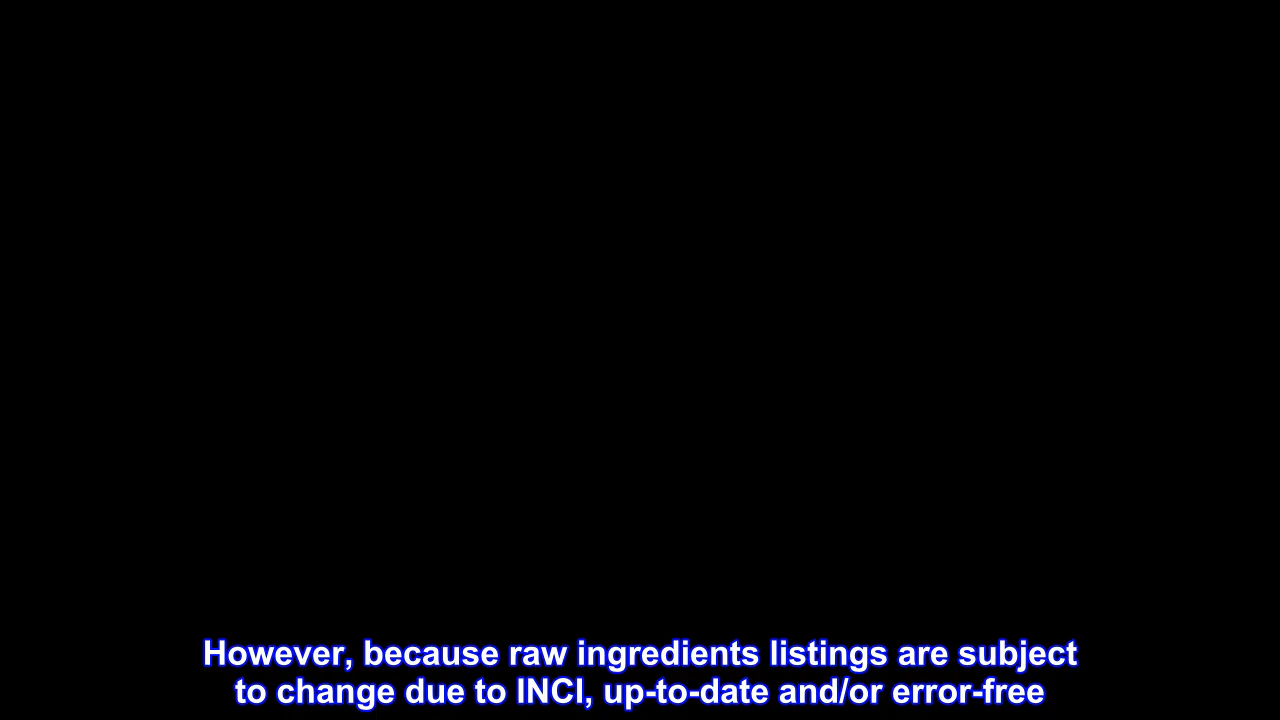 However, because raw ingredients listings are subject
to change due to INCI, up-to-date and/or error-free